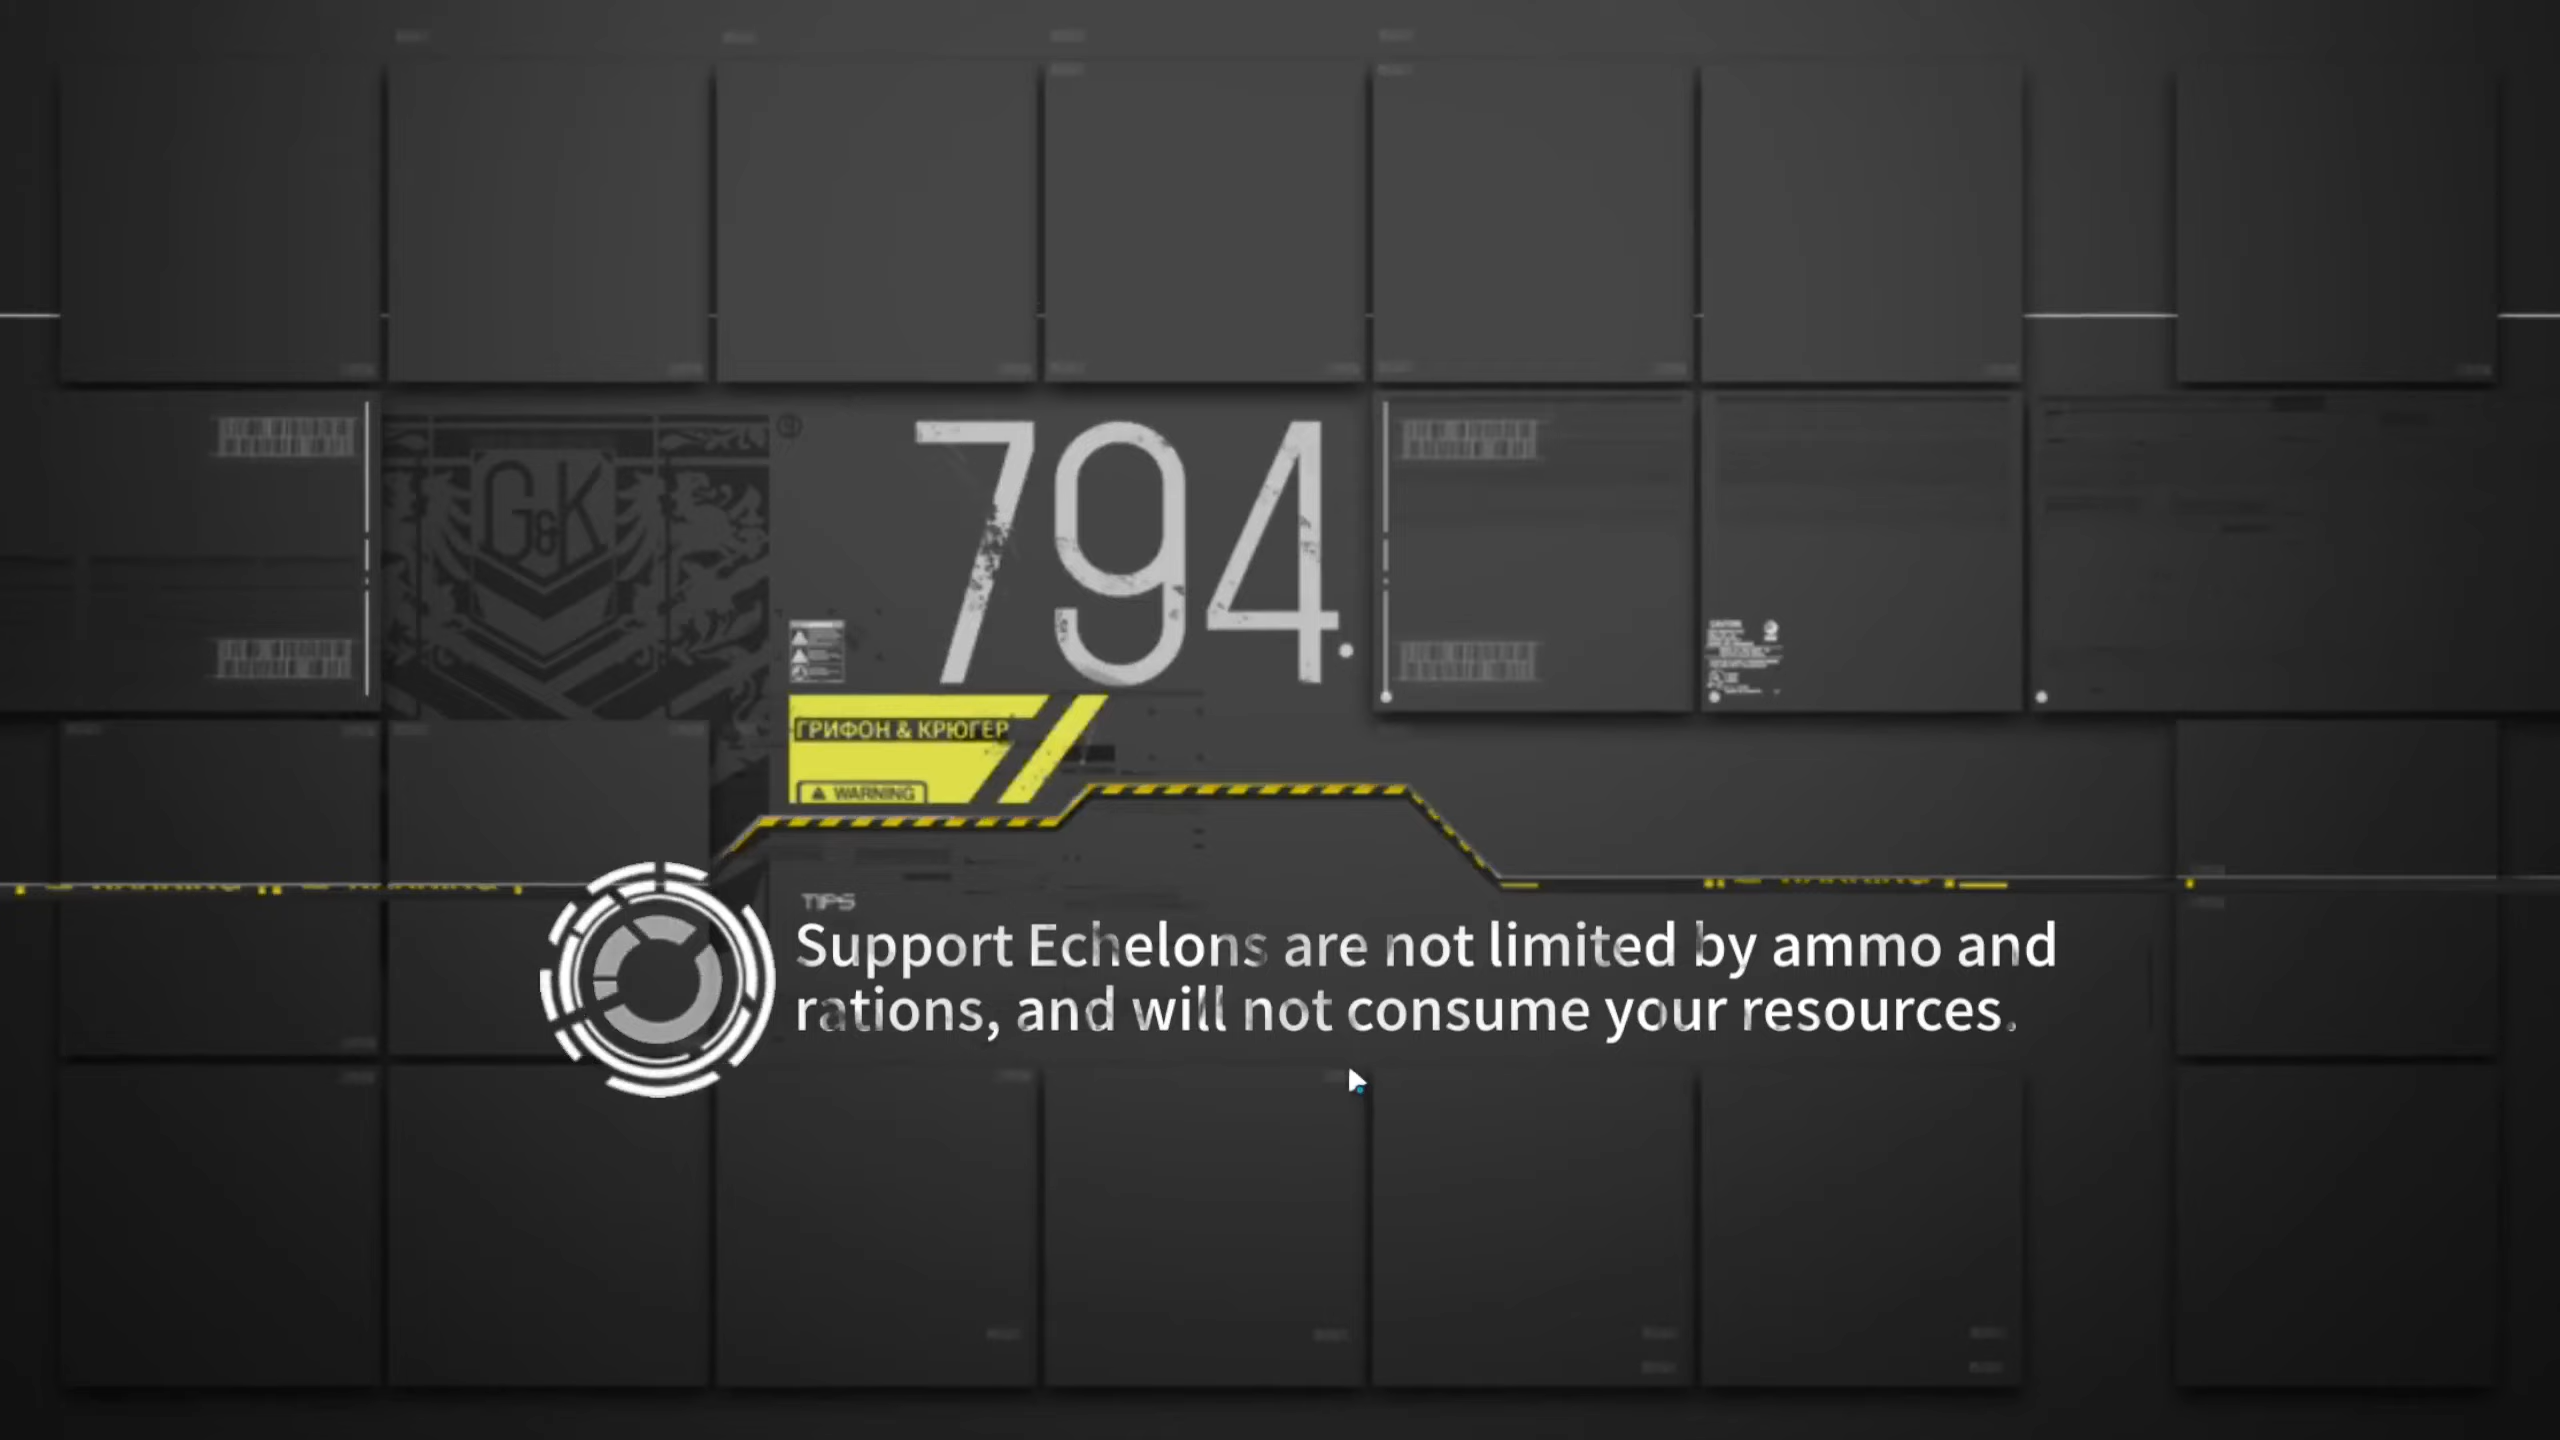 G&K
794.
ГРИФОН & КРЮГЕР
WARNING
TIPS
Support Echelons are not limited by ammo and
rations, and will not consume your resources.